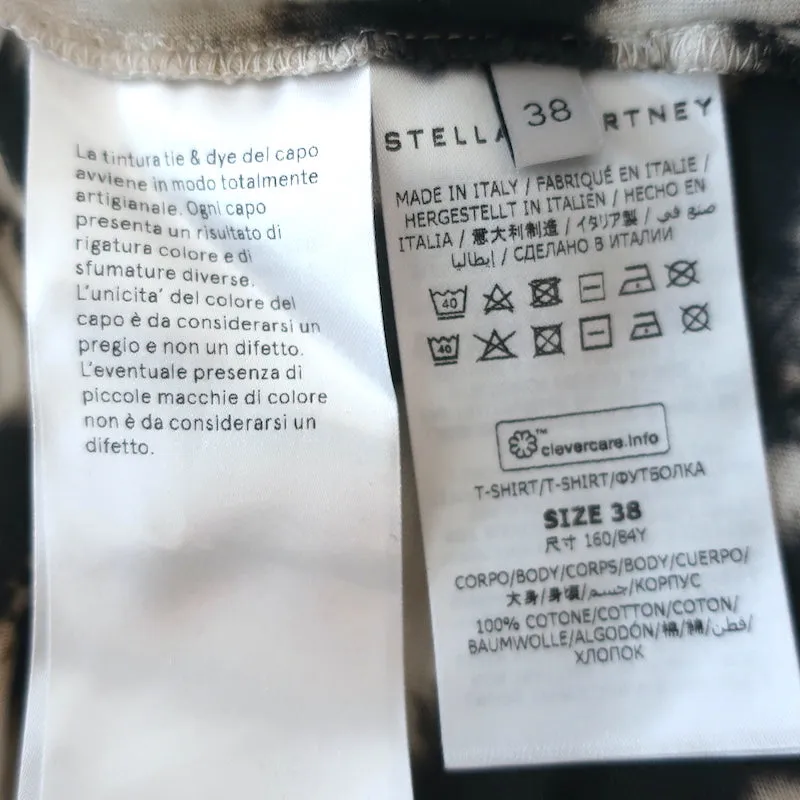 La tintura tie & dye del capo
avviene in modo totalmente
artigianale. Ogni capo
presenta un risultato di
rigatura colore e di
sfumature diverse.
L'unicita' del colore del
capo è da considerarsi un
pregio e non un difetto.
L'eventuale presenza di
piccole macchie di colore
non è da considerarsi un
difetto.
38
STELLA RTNEY
MADE IN ITALY / FABRIQUÉ EN ITALIE /
HERGESTELLT IN ITALIEN / HECHO EN
ITALIA / 意大利制造 / イタリア製 / صنع في
إيطاليا / СДЕЛАНО В ИТАЛИИ
40
40
™
clevercare.info
T-SHIRT/T-SHIRT/ФУТБОЛКА
SIZE 38
尺寸 160/84Y
CORPO/BODY/CORPS/BODY/CUERPO/
大身/身頃/جسم/КОРПУС
100% COTONE/COTTON/COTON/
BAUMWOLLE/ALGODÓN/棉/綿/قطن/
ХЛОПОК